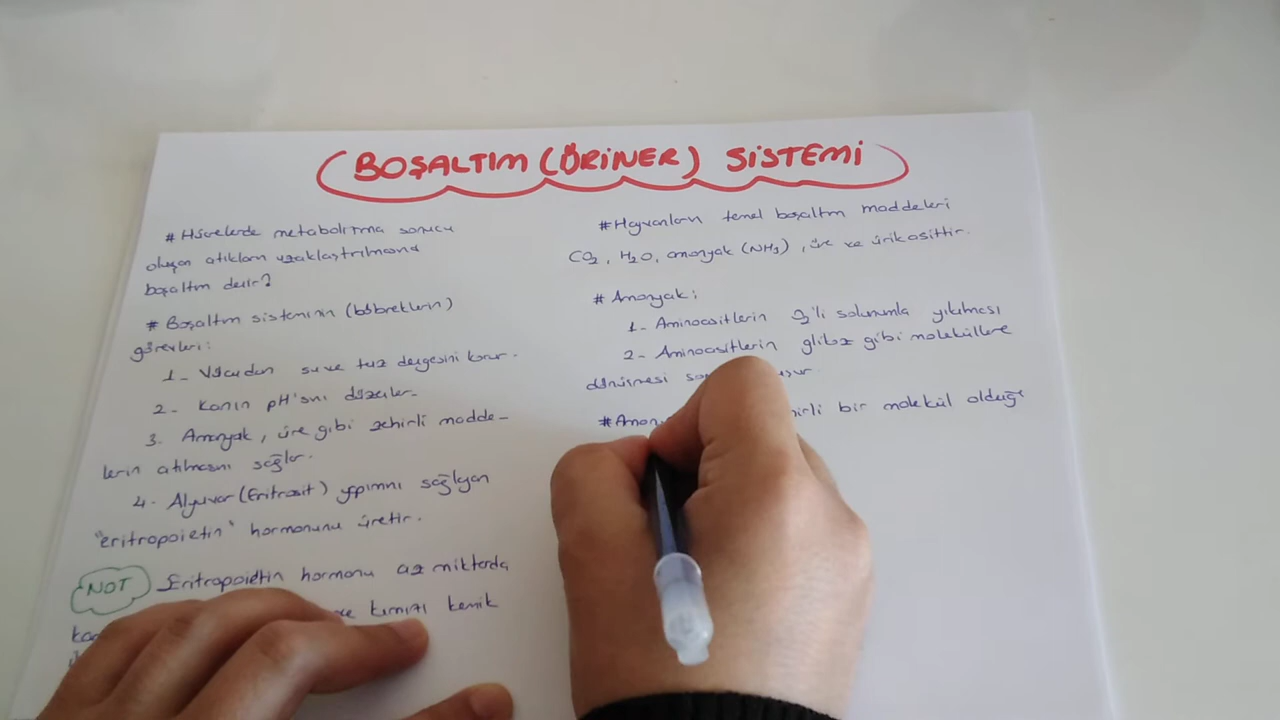 BOŞALTIM (ÜRİNER) SİSTEMİ
# Hücrelerde metabolizma sonucu
oluşan atıkların uzaklaştırılmasına
boşaltım denir?
# Boşaltım sisteminin (böbreklerin)
görevleri:
1- Vücudun su ve tuz dengesini korur.
2- Kanın pH'sını düzenler.
3. Amonyak, üre gibi zehirli madde-
lerin atılmasını sağlar.
4. Alyuvar (Eritrosit) yapımını sağlayan
"eritropoietin" hormonunu üretir.
NOT Eritropoietin hormonu az miktarda
kırmızı kemik
# Hayvanların temel boşaltım maddeleri
CO₂, H₂O, amonyak (NH₃), üre ve ürikasittir.
# Amonyak:
1- Aminoasitlerin O₂'li solunumla yıkılması
2- Aminoasitlerin glikoz gibi moleküllere
dönüşmesi
bir molekül olduğu